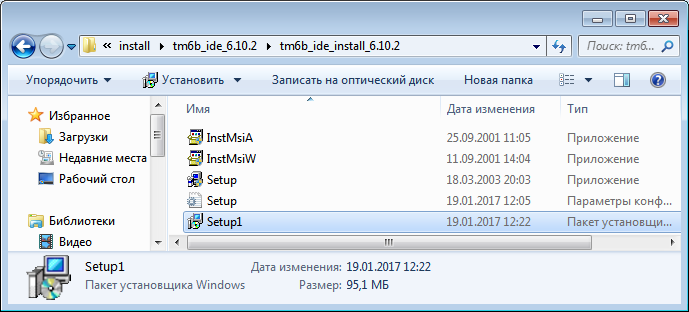 « install ▸ tm6b_ide_6.10.2 ▸ tm6b_ide_install_6.10.2
Поиск: tm6...
Упорядочить Установить Записать на оптический диск Новая папка
Избранное
Загрузки
Недавние места
Рабочий стол
Библиотеки
Видео
Имя Дата изменения Тип
InstMsiA 25.09.2001 11:05 Приложение
InstMsiW 11.09.2001 14:04 Приложение
Setup 18.03.2003 20:03 Приложение
Setup 19.01.2017 12:05 Параметры конф...
Setup1 19.01.2017 12:22 Пакет установщи...
Setup1 Дата изменения: 19.01.2017 12:22
Пакет установщика Windows Размер: 95,1 МБ